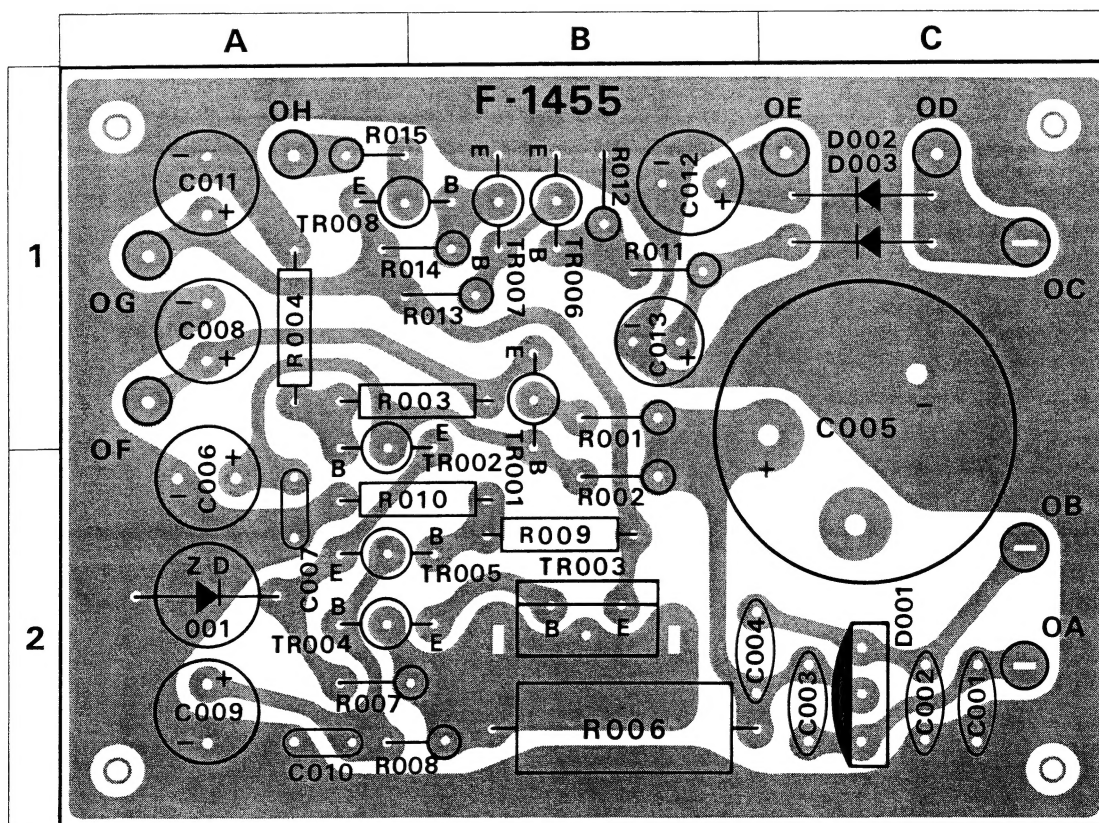 A B C
1
2
F-1455
OH
OE
OD
R015
D002
D003
E
E
R012
C012
C011
E
B
TR008
+
+
R014
B
B
R011
TR007
TR006
OC
OG
R013
R004
C013
C008
+
+
E
R003
R001
C005
E
OF
B
TR002
TR001
B
+
C006
+
R010
R002
OB
B
R009
C007
E
TR005
TR003
ZD
001
B
TR004
E
B
E
D001
C004
OA
C003
C002
C001
R007
+
C009
R006
C010
R008